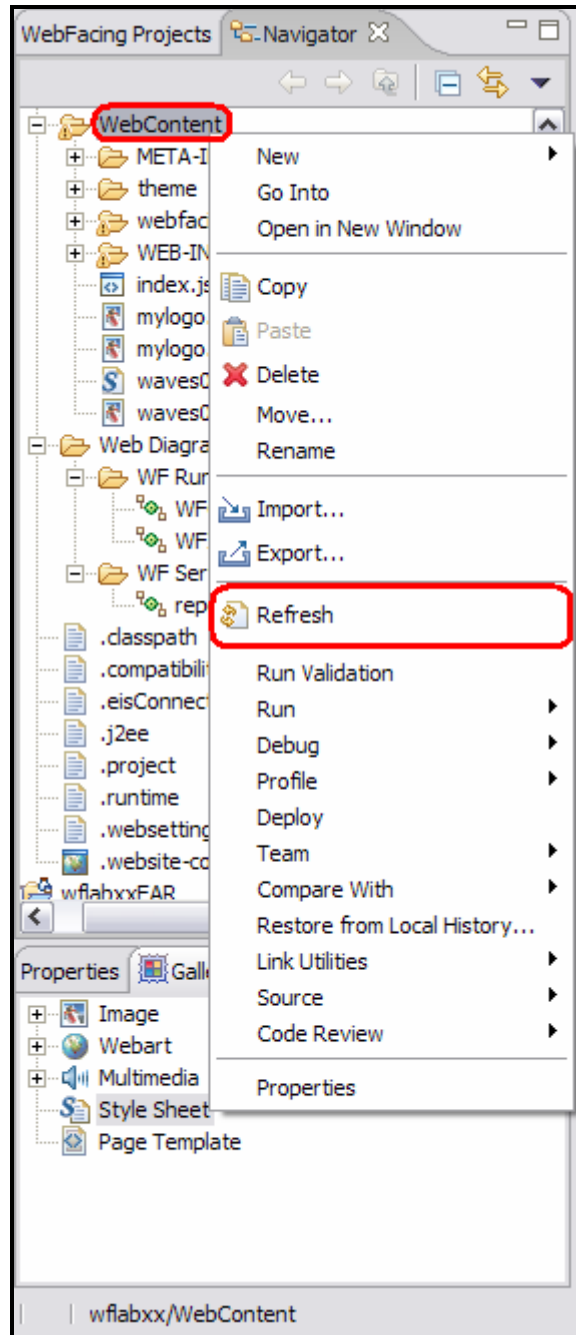 WebFacing Projects Navigator
WebContent
META-I
theme
webfac
WEB-IN
index.js
mylogo.
mylogo.
waves0
waves0
Web Diagra
WF Rur
WF
WF
WF Ser
rep
.classpath
.compatibili
.eisConnect
.j2ee
.project
.runtime
.websetting
.website-co
wflabxxEAR
New
Go Into
Open in New Window
Copy
Paste
Delete
Move...
Rename
Import...
Export...
Refresh
Run Validation
Run
Debug
Profile
Deploy
Team
Compare With
Restore from Local History...
Link Utilities
Source
Code Review
Properties
Properties Galle
Image
Webart
Multimedia
Style Sheet
Page Template
wflabxx/WebContent